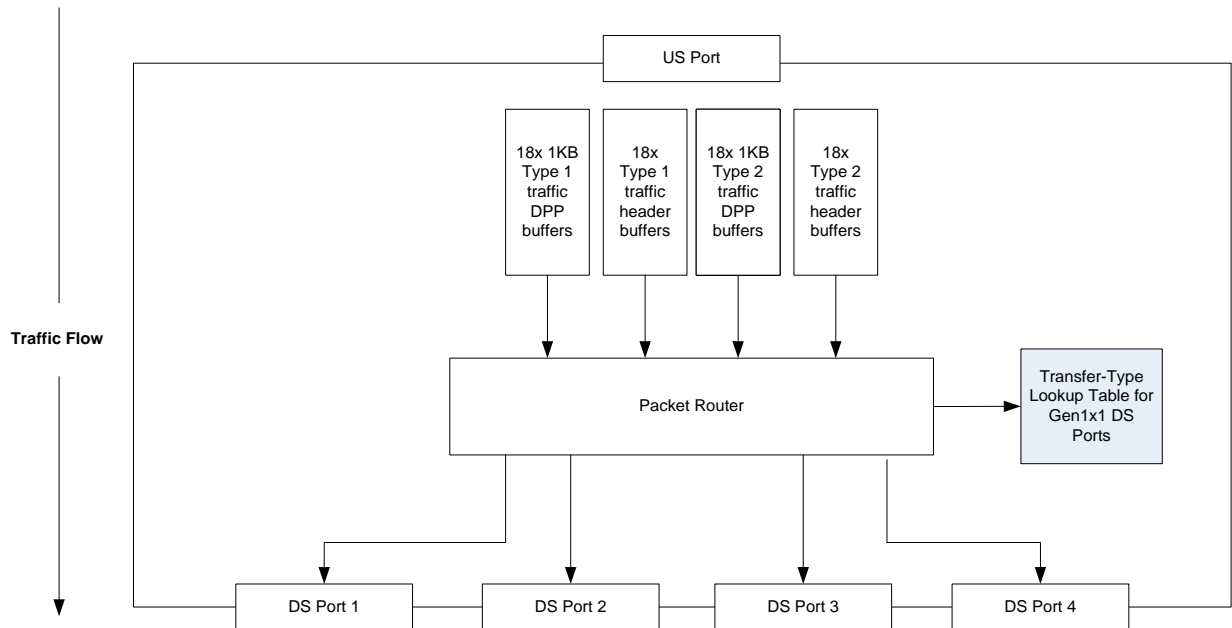 US Port
18x 1KB
Type 1
traffic
DPP
buffers
18x
Type 1
traffic
header
buffers
18x 1KB
Type 2
traffic
DPP
buffers
18x
Type 2
traffic
header
buffers
Traffic Flow
Packet Router
Transfer-Type
Lookup Table for
Gen1x1 DS
Ports
DS Port 1
DS Port 2
DS Port 3
DS Port 4